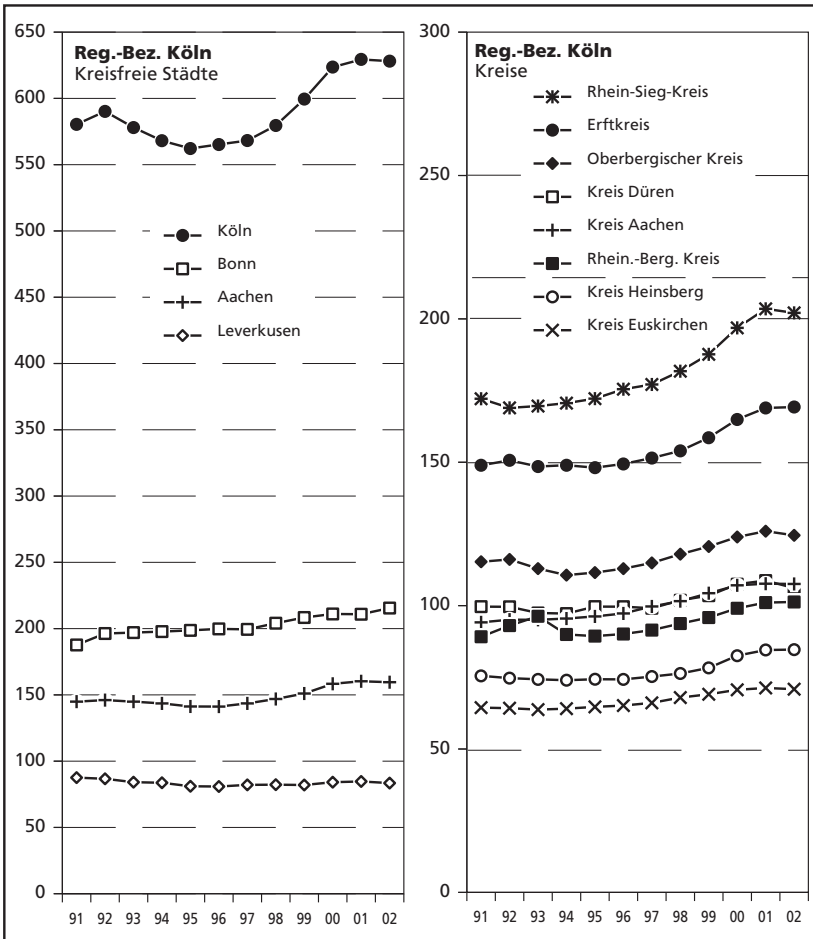 Reg.-Bez. Köln
Kreisfreie Städte
650
600
550
500
450
400
350
300
250
200
150
100
50
0
Köln
Bonn
Aachen
Leverkusen
91 92 93 94 95 96 97 98 99 00 01 02
Reg.-Bez. Köln
Kreise
300
250
200
150
100
50
0
Rhein-Sieg-Kreis
Erftkreis
Oberbergischer Kreis
Kreis Düren
Kreis Aachen
Rhein.-Berg. Kreis
Kreis Heinsberg
Kreis Euskirchen
91 92 93 94 95 96 97 98 99 00 01 02